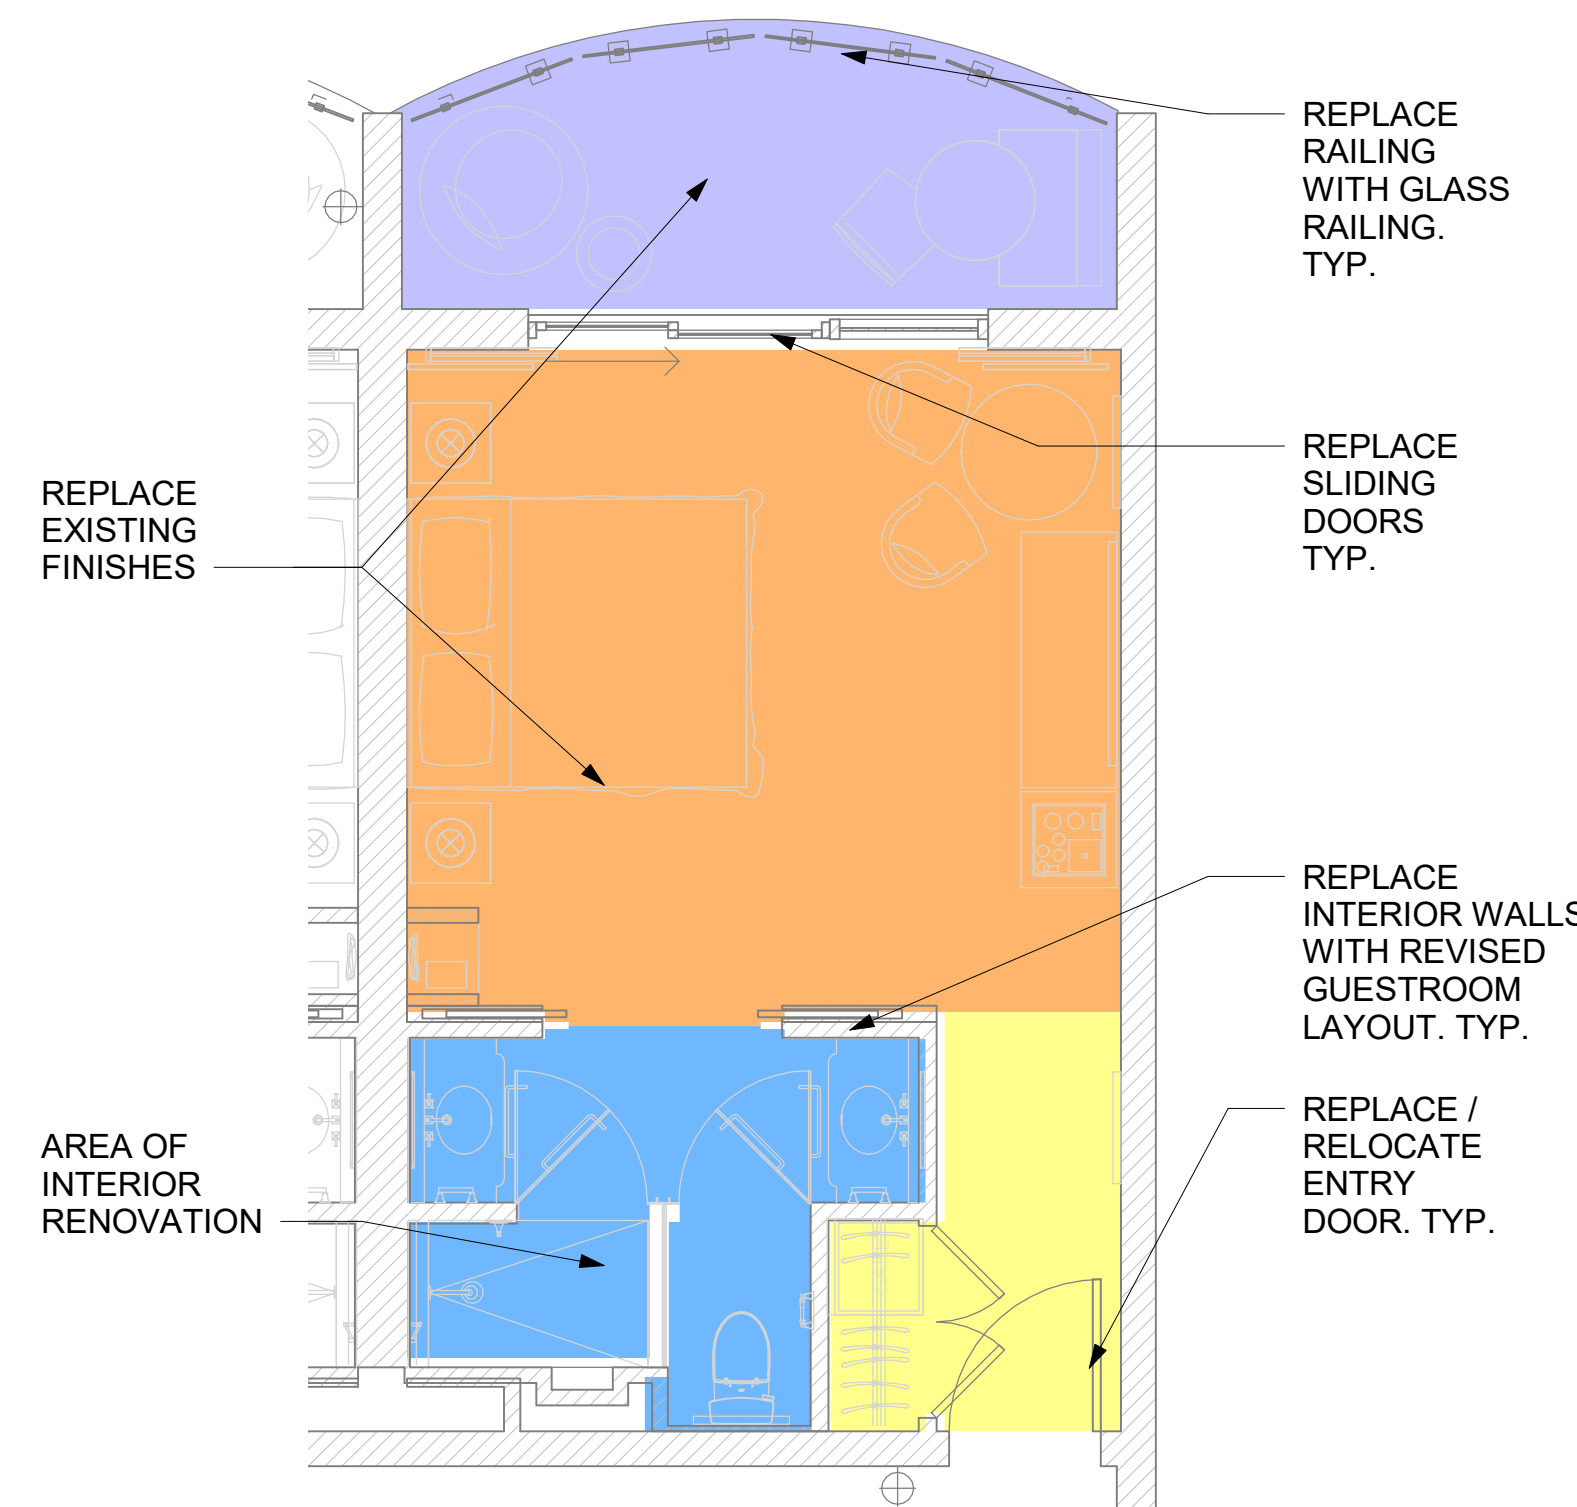 REPLACE
RAILING
WITH GLASS
RAILING.
TYP.
REPLACE
SLIDING
DOORS
TYP.
REPLACE
EXISTING
FINISHES
REPLACE
INTERIOR WALLS
WITH REVISED
GUESTROOM
LAYOUT. TYP.
REPLACE /
RELOCATE
ENTRY
DOOR. TYP.
AREA OF
INTERIOR
RENOVATION